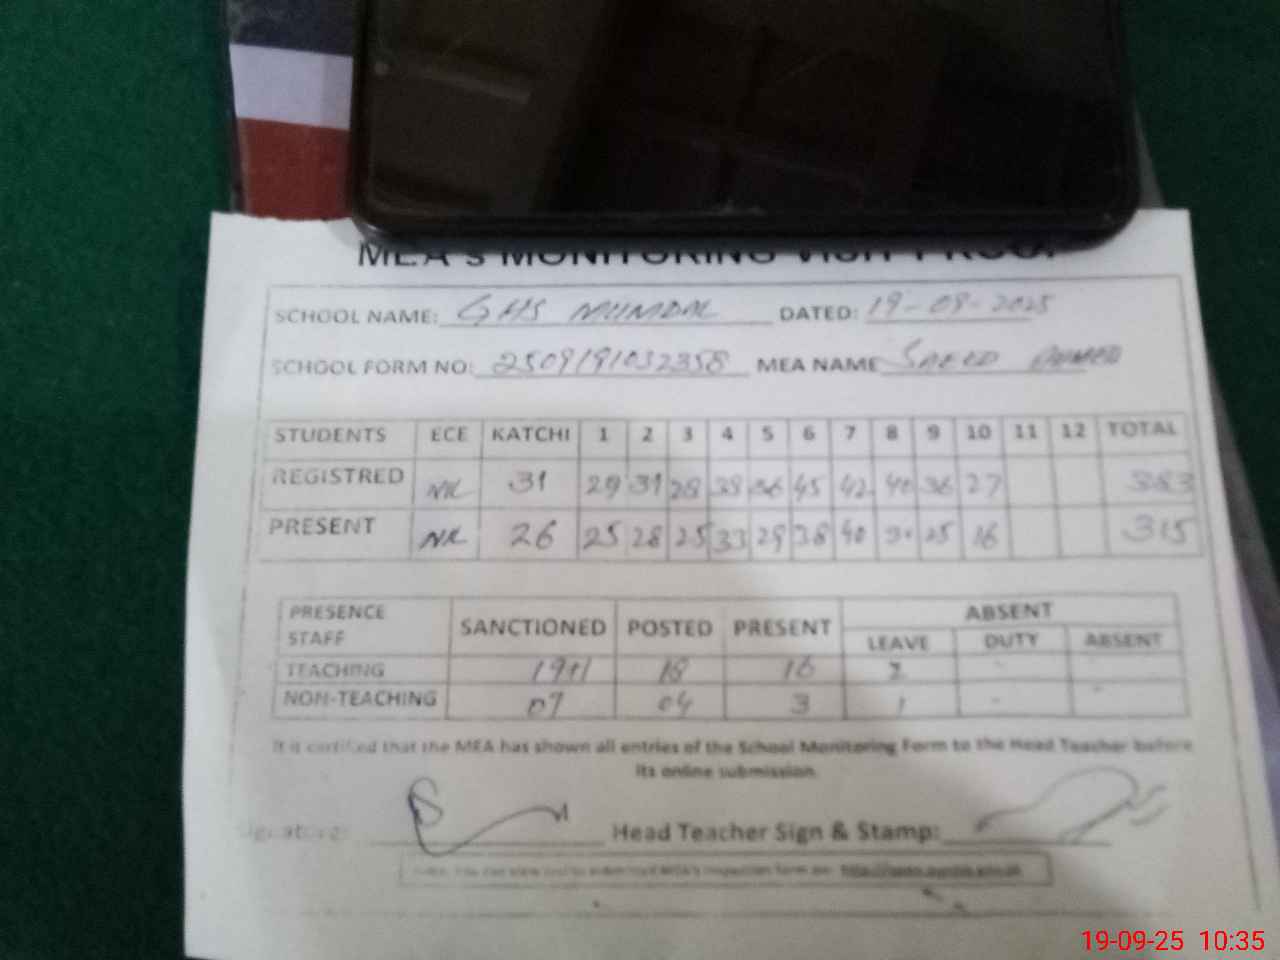 MEA's MONITORING VISIT PROOF
SCHOOL NAME: GHS DATED: 19-09-2025
SCHOOL FORM NO: 2509191032358 MEA NAME SAEED AHMED
STUDENTS ECE KATCHI 1 2 3 4 5 6 7 8 9 10 11 12 TOTAL
REGISTRED Nil 31 29 31 28 38 36 45 42 40 36 27 383
PRESENT Nil 26 25 28 25 33 29 38 40 30 25 16 315
PRESENCE STAFF SANCTIONED POSTED PRESENT ABSENT
LEAVE DUTY ABSENT
TEACHING 19+1 18 16 2 -
NON-TEACHING 07 04 3 1 - -
It is certified that the MEA has shown all entries of the School Monitoring Form to the Head Teacher before
its online submission.
Signature: Head Teacher Sign & Stamp:
19-09-25 10:35